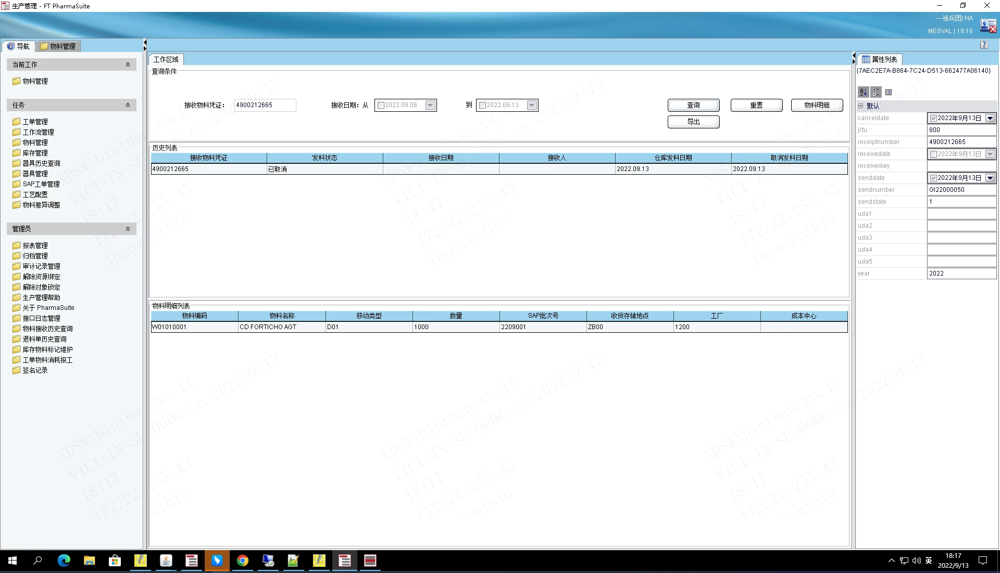 生产管理 - FT PharmaSuite
---徐兵团| NA
MESVAL | 18:16
导航
物料管理
当前工作
物料管理
任务
工单管理
工作流管理
物料管理
库存管理
器具历史查询
器具管理
SAP工单管理
工艺配置
物料差异调整
管理员
报表管理
归档管理
审计记录管理
解除资源绑定
解除对象锁定
生产管理帮助
关于 PharmaSuite
接口日志管理
物料接收历史查询
退料单历史查询
库存物料标记维护
工单物料消耗报工
签名记录
工作区域
查询条件
接收物料凭证: 4900212665 接收日期: 从 2022.09.06 到 2022.09.13 查询 重置 物料明细
导出
历史列表
接收物料凭证 发料状态 接收日期 接收人 仓库发料日期 取消发料日期
4900212665 已取消 2022.09.13 2022.09.13
物料明细列表
物料编码 物料名称 移动类型 数量 SAP批次号 收货存储地点 工厂 成本中心
W01010001 CD FORTICHO AGT D01 1000 2209001 ZB00 1200
属性列表
{7AEC2E7A-B864-7C24-D513-662477A06140}
默认
canceldate 2022年9月13日
ji'tu 800
receiptnumber 4900212665
receivedate 2022年9月13日
receiverkey
senddate 2022年9月13日
sendnumber GI22000050
sendstate 1
uda1
uda2
uda3
uda4
uda5
year 2022
XDSW\bintuan.xu.it
V1C1-IN-SU-0006 on 2022/9/13
18:17
172.22.255.43
Innoventbio
英
18:17
2022/9/13